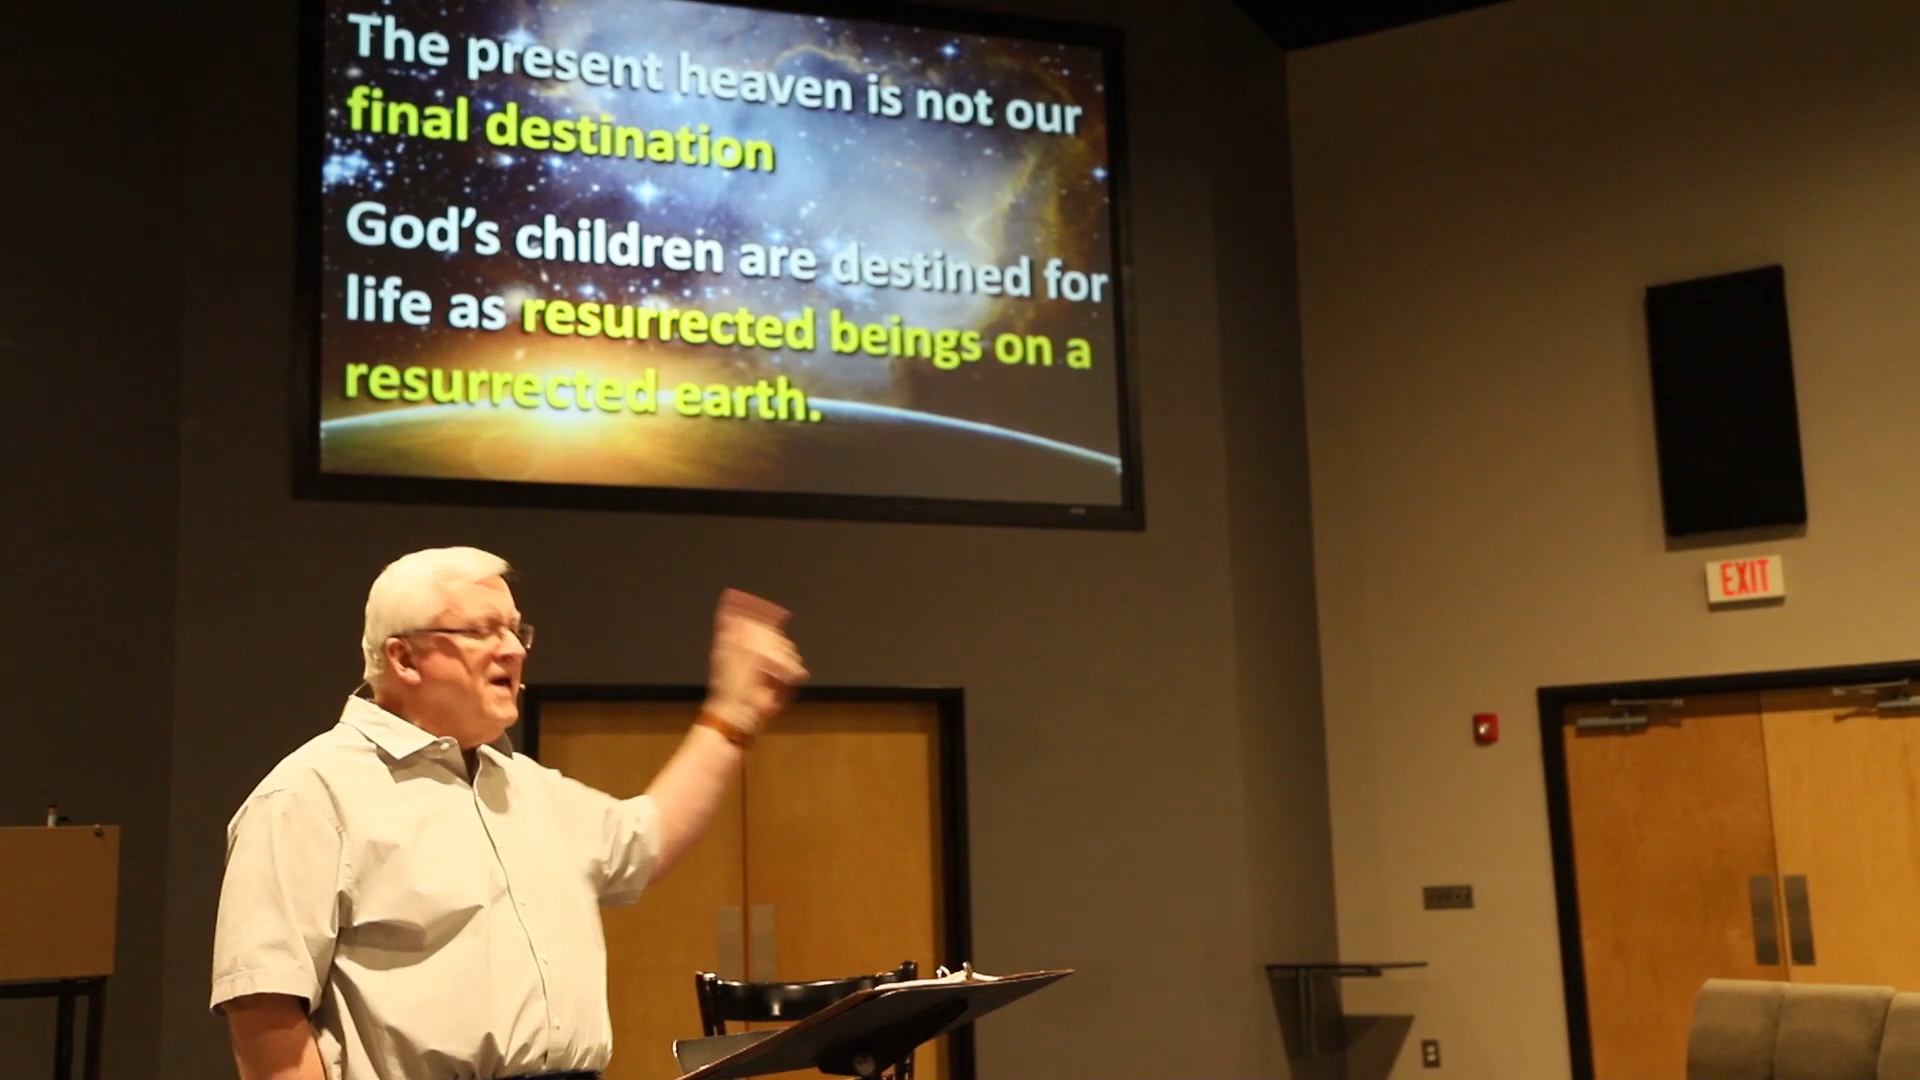 The present heaven is not our
final destination
God's children are destined for
life as resurrected beings on a
resurrected earth.
EXIT